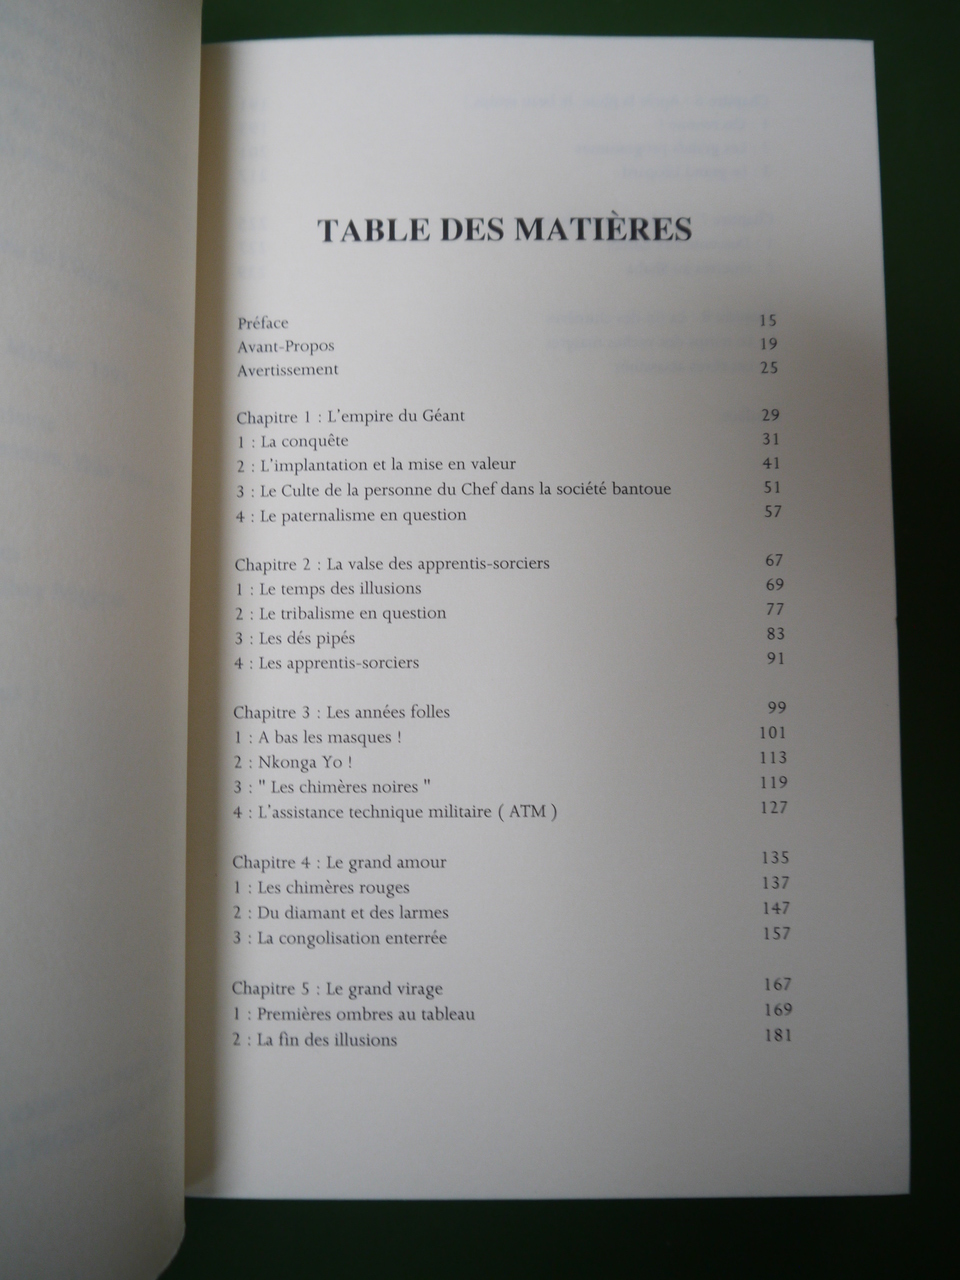 TABLE DES MATIÈRES
Préface 15
Avant-Propos 19
Avertissement 25
Chapitre 1 : L'empire du Géant 29
1 : La conquête 31
2 : L'implantation et la mise en valeur 41
3 : Le Culte de la personne du Chef dans la société bantoue 51
4 : Le paternalisme en question 57
Chapitre 2 : La valse des apprentis-sorciers 67
1 : Le temps des illusions 69
2 : Le tribalisme en question 77
3 : Les dés pipés 83
4 : Les apprentis-sorciers 91
Chapitre 3 : Les années folles 99
1 : A bas les masques ! 101
2 : Nkonga Yo ! 113
3 : " Les chimères noires " 119
4 : L'assistance technique militaire ( ATM ) 127
Chapitre 4 : Le grand amour 135
1 : Les chimères rouges 137
2 : Du diamant et des larmes 147
3 : La congolisation enterrée 157
Chapitre 5 : Le grand virage 167
1 : Premières ombres au tableau 169
2 : La fin des illusions 181